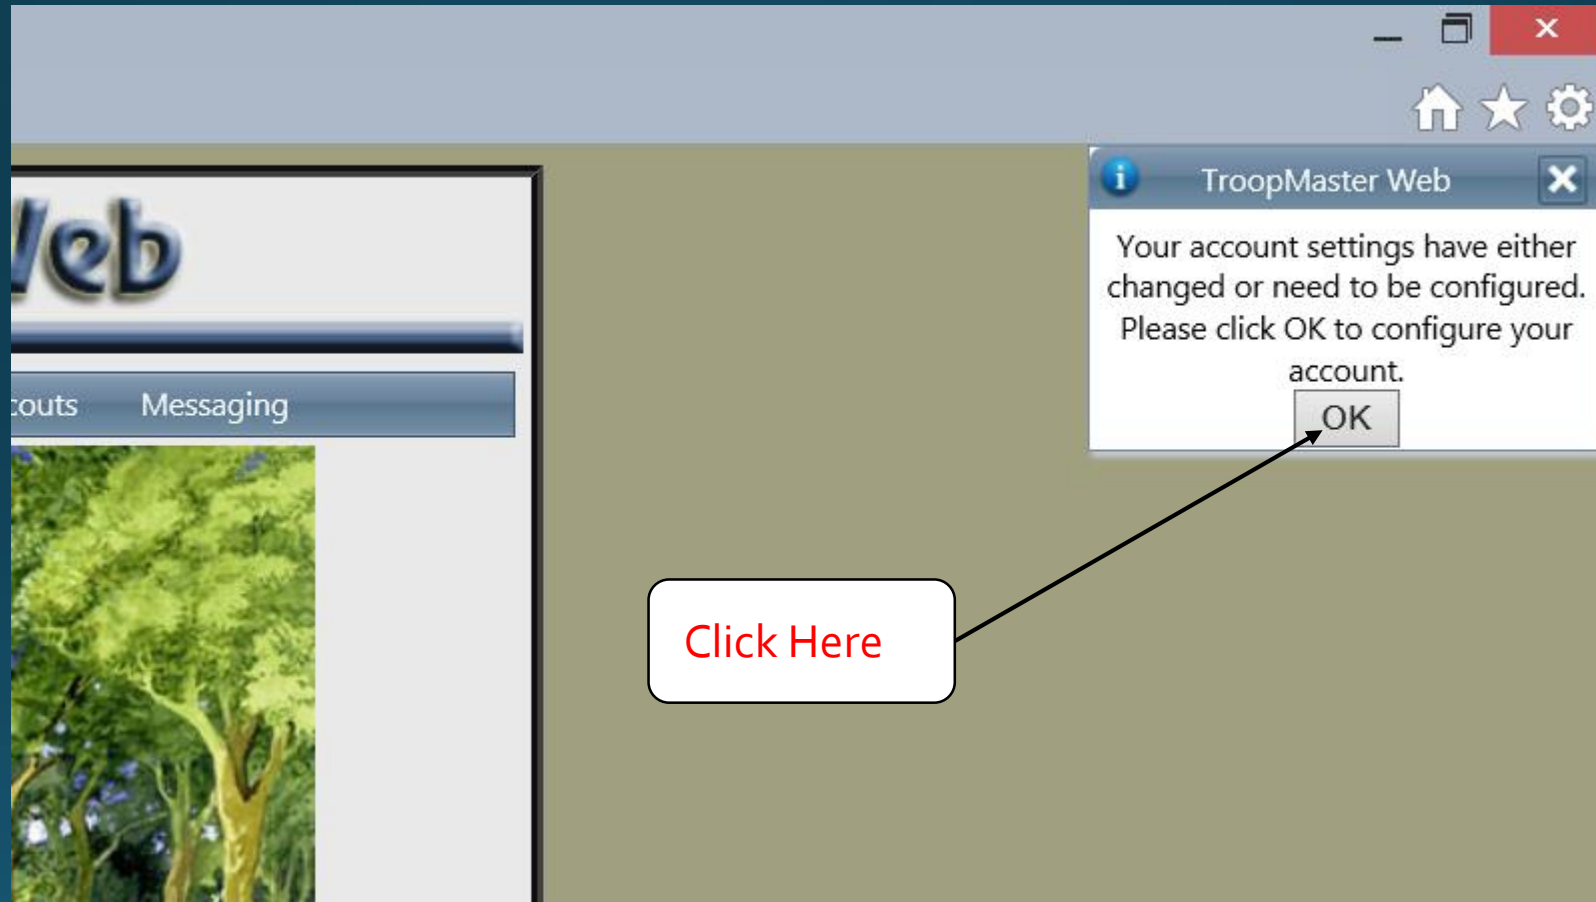 Web
couts Messaging
TroopMaster Web
Your account settings have either
changed or need to be configured.
Please click OK to configure your
account.
OK
Click Here